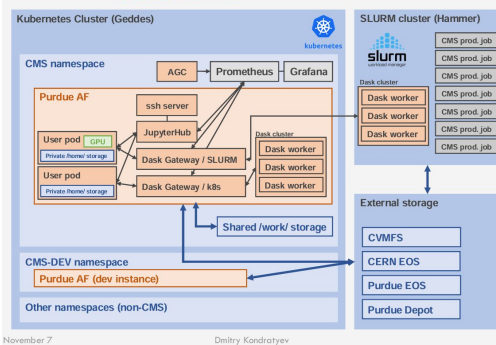 Kubernetes Cluster (Geddes)
kubernetes
CMS namespace
AGC
Prometheus
Grafana
Purdue AF
ssh server
JupyterHub
User pod
GPU
Private /home/ storage
User pod
Private /home/ storage
Dask Gateway / SLURM
Dask Gateway / k8s
Dask cluster
Dask worker
Dask worker
Dask worker
Shared /work/ storage
CMS-DEV namespace
Purdue AF (dev instance)
Other namespaces (non-CMS)
SLURM cluster (Hammer)
slurm
workload manager
Dask cluster
Dask worker
Dask worker
Dask worker
CMS prod. job
CMS prod. job
CMS prod. job
CMS prod. job
CMS prod. job
CMS prod. job
CMS prod. job
External storage
CVMFS
CERN EOS
Purdue EOS
Purdue Depot
November 7
Dmitry Kondratyev